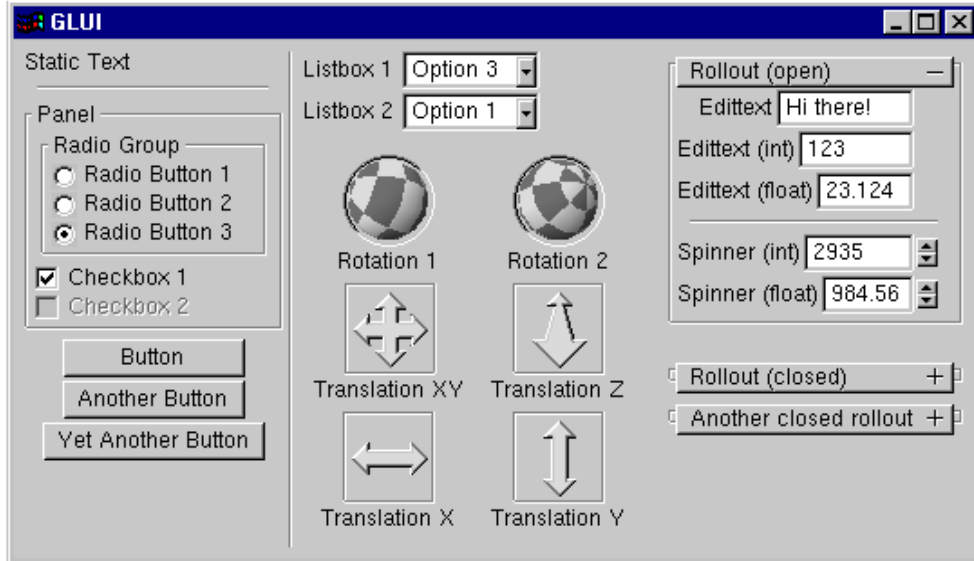 GLUI
Static Text
Panel
Radio Group
Radio Button 1
Radio Button 2
Radio Button 3
Checkbox 1
Checkbox 2
Button
Another Button
Yet Another Button
Listbox 1 Option 3
Listbox 2 Option 1
Rotation 1 Rotation 2
Translation XY Translation Z
Translation X Translation Y
Rollout (open)
Edittext Hi there!
Edittext (int) 123
Edittext (float) 23.124
Spinner (int) 2935
Spinner (float) 984.56
Rollout (closed)
Another closed rollout